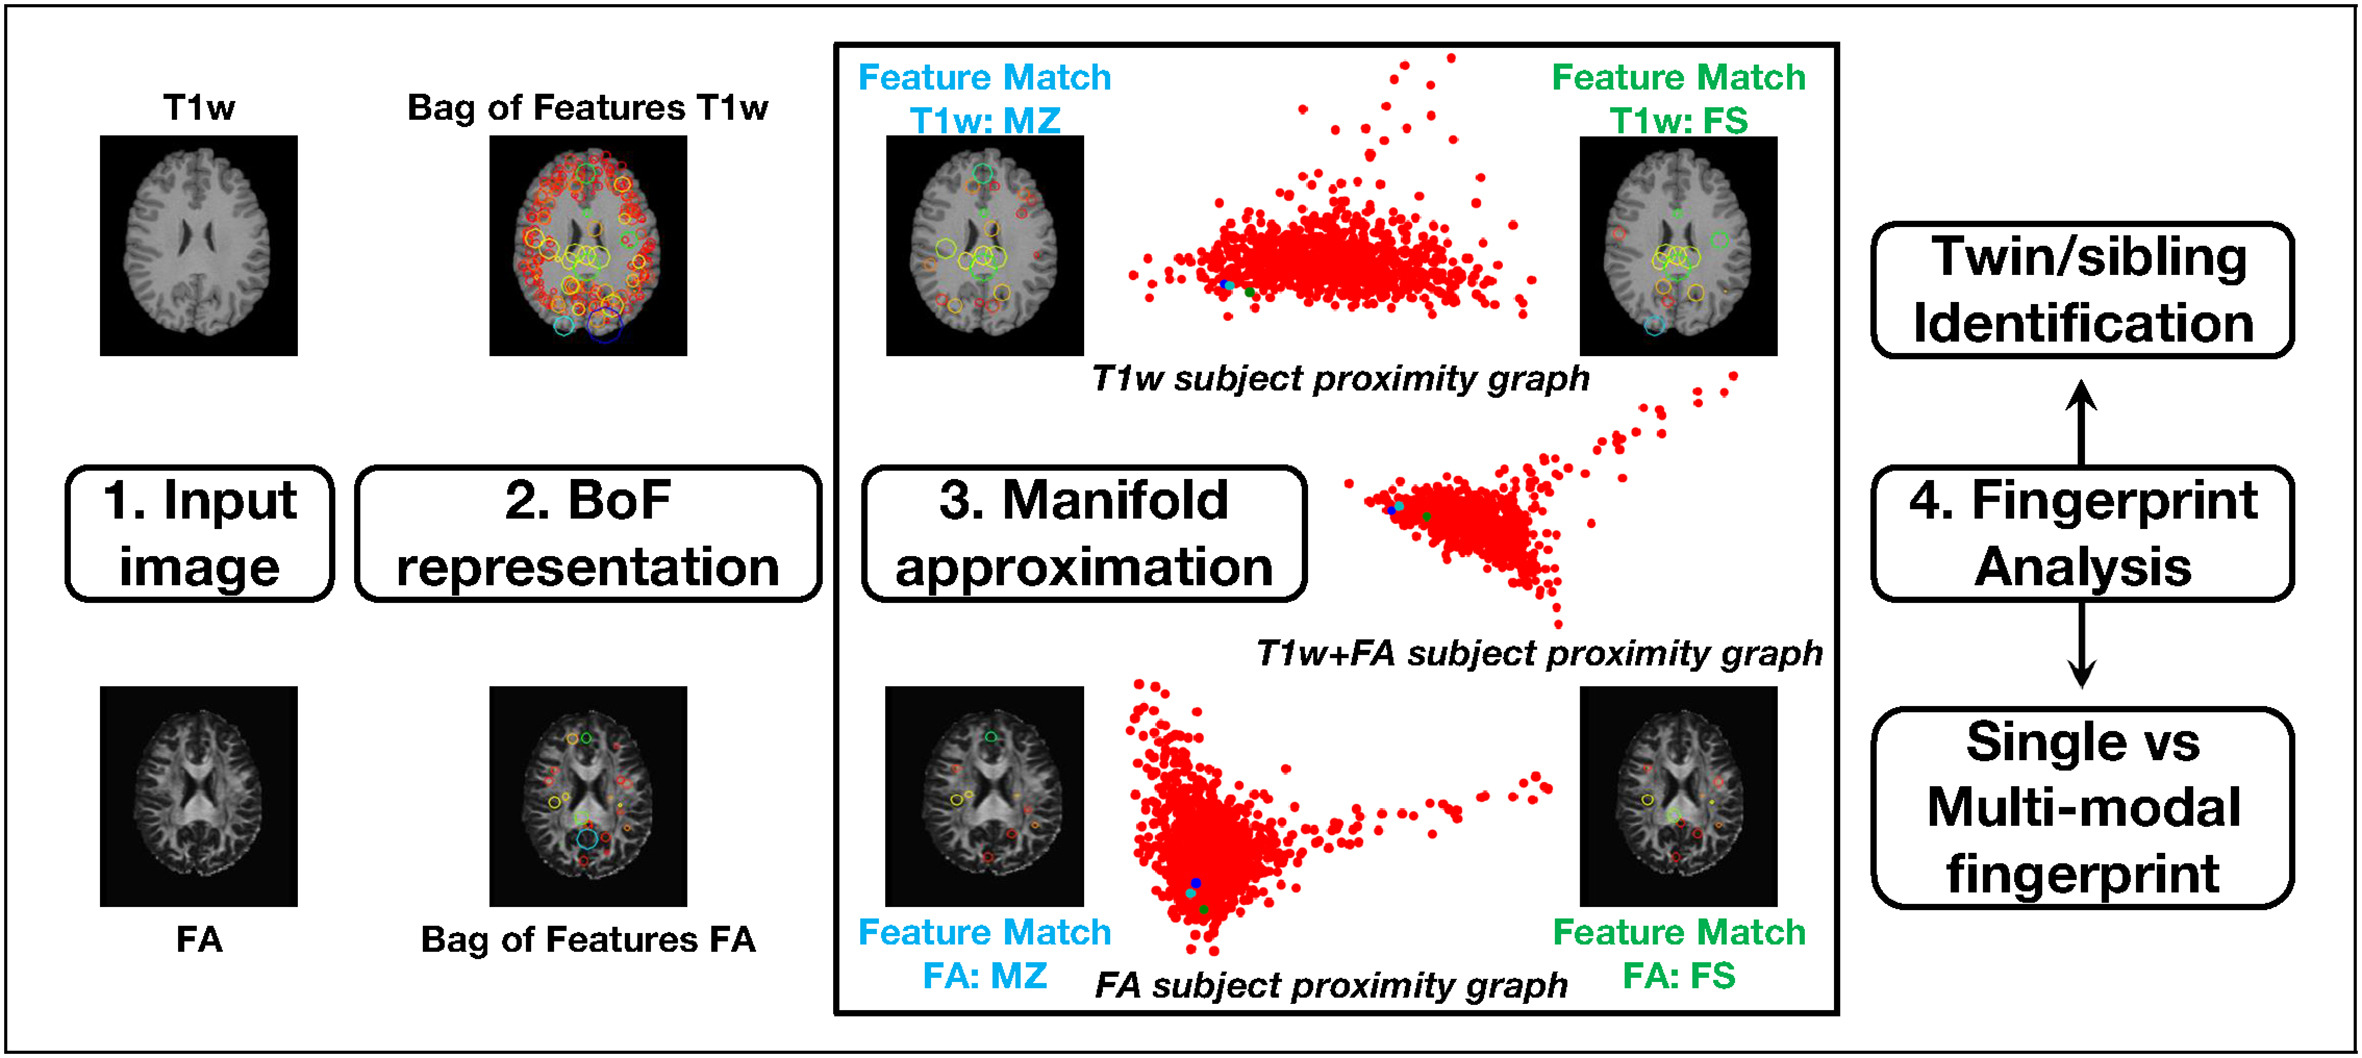 T1w
Bag of Features T1w
Feature Match
T1w: MZ
Feature Match
T1w: FS
T1w subject proximity graph
1. Input
image
2. BoF
representation
3. Manifold
approximation
T1w+FA subject proximity graph
FA
Bag of Features FA
Feature Match
FA: MZ
FA subject proximity graph
Feature Match
FA: FS
Twin/sibling
Identification
4. Fingerprint
Analysis
Single vs
Multi-modal
fingerprint